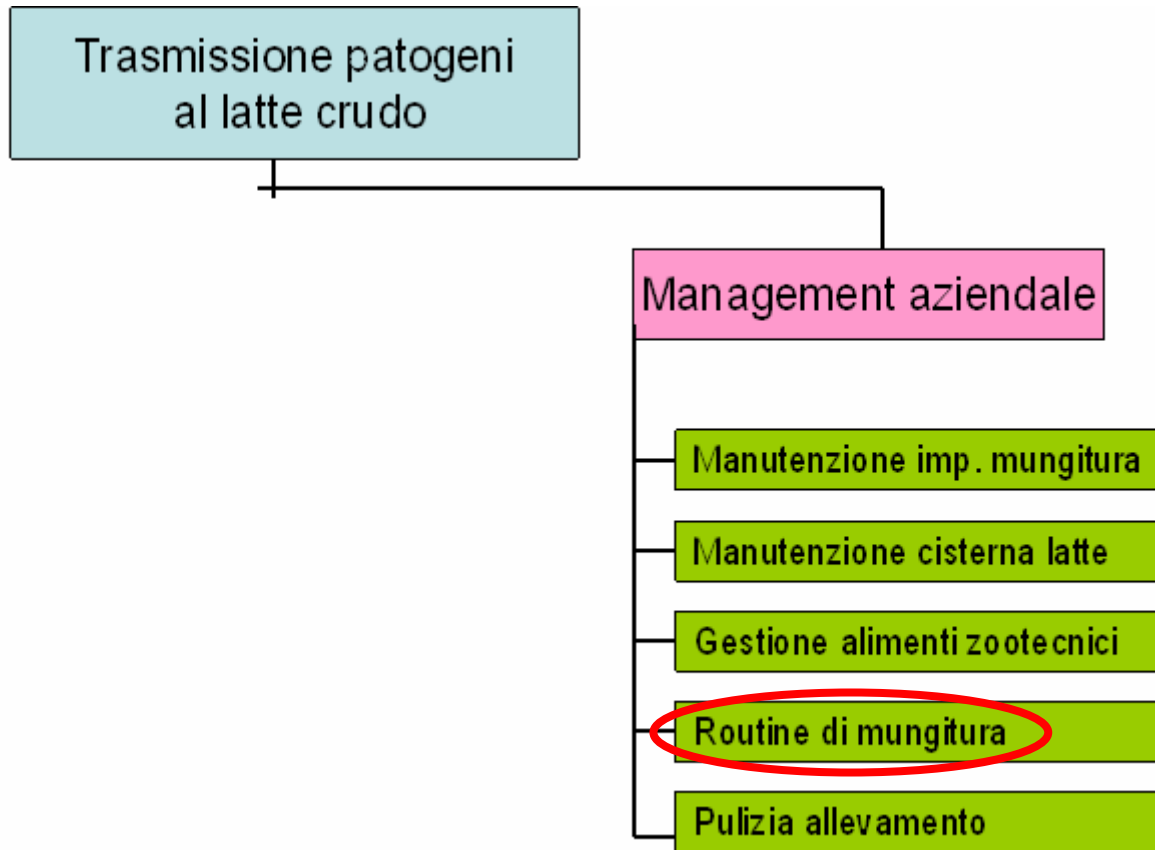 Trasmissione patogeni
al latte crudo
Management aziendale
Manutenzione imp. mungitura
Manutenzione cisterna latte
Gestione alimenti zootecnici
Routine di mungitura
Pulizia allevamento